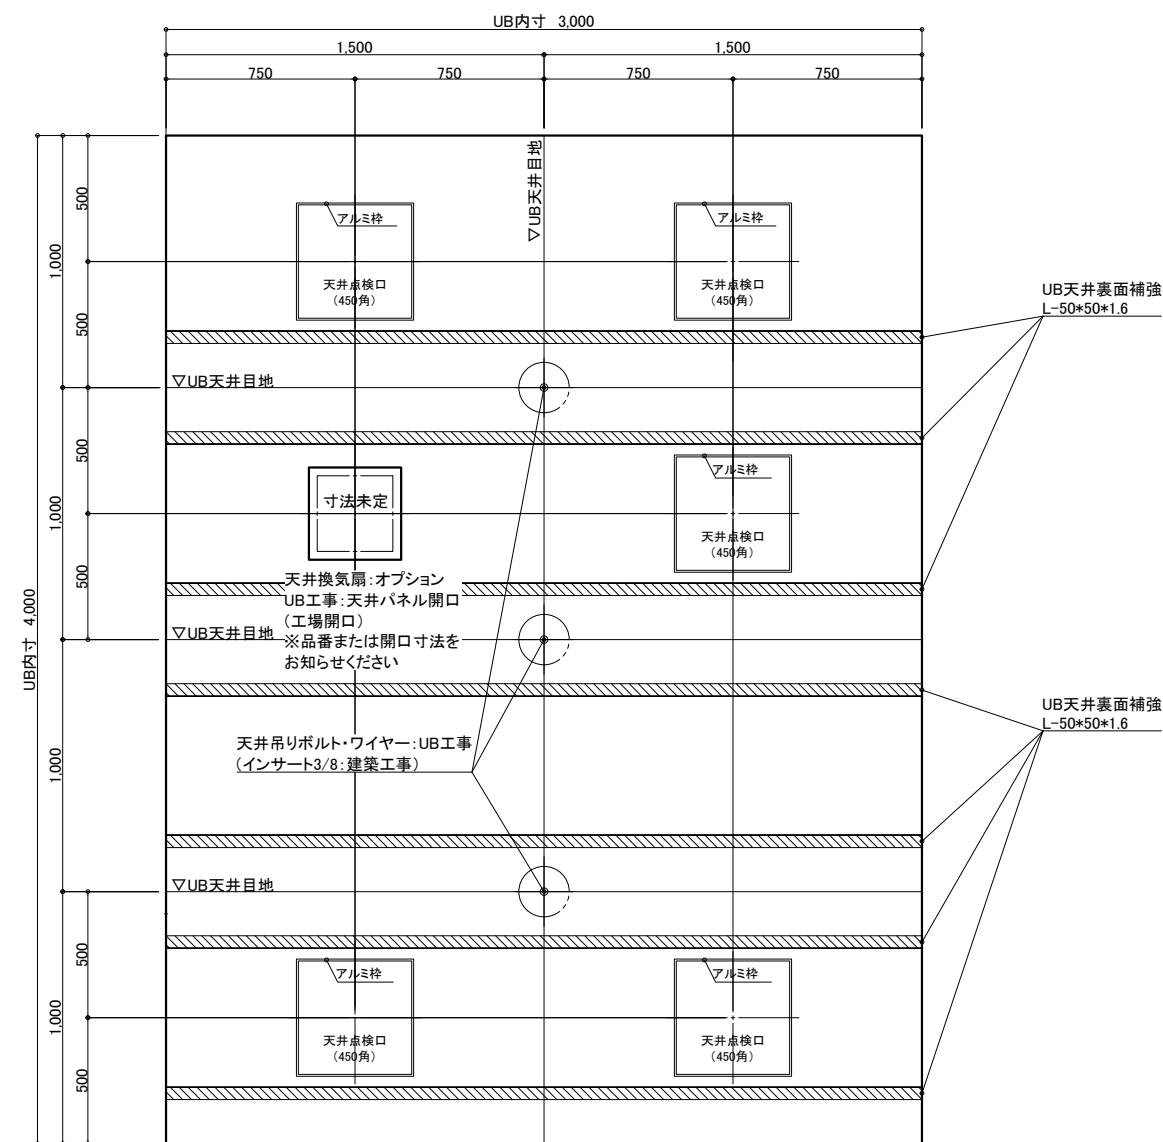 UB内寸 3,000
1,500
1,500
750
750
750
750
UB内寸 4,000
1,000
500
500
▽UB天井目地
アルミ枠
天井点検口
(450角)
アルミ枠
天井点検口
(450角)
UB天井裏面補強
L-50*50*1.6
▽UB天井目地
1,000
500
500
寸法未定
アルミ枠
天井点検口
(450角)
天井換気扇:オプション
UB工事:天井パネル開口
(工場開口)
※品番または開口寸法を
お知らせください
▽UB天井目地
UB天井裏面補強
L-50*50*1.6
天井吊りボルト・ワイヤー:UB工事
(インサート3/8:建築工事)
1,000
▽UB天井目地
1,000
500
500
アルミ枠
天井点検口
(450角)
アルミ枠
天井点検口
(450角)